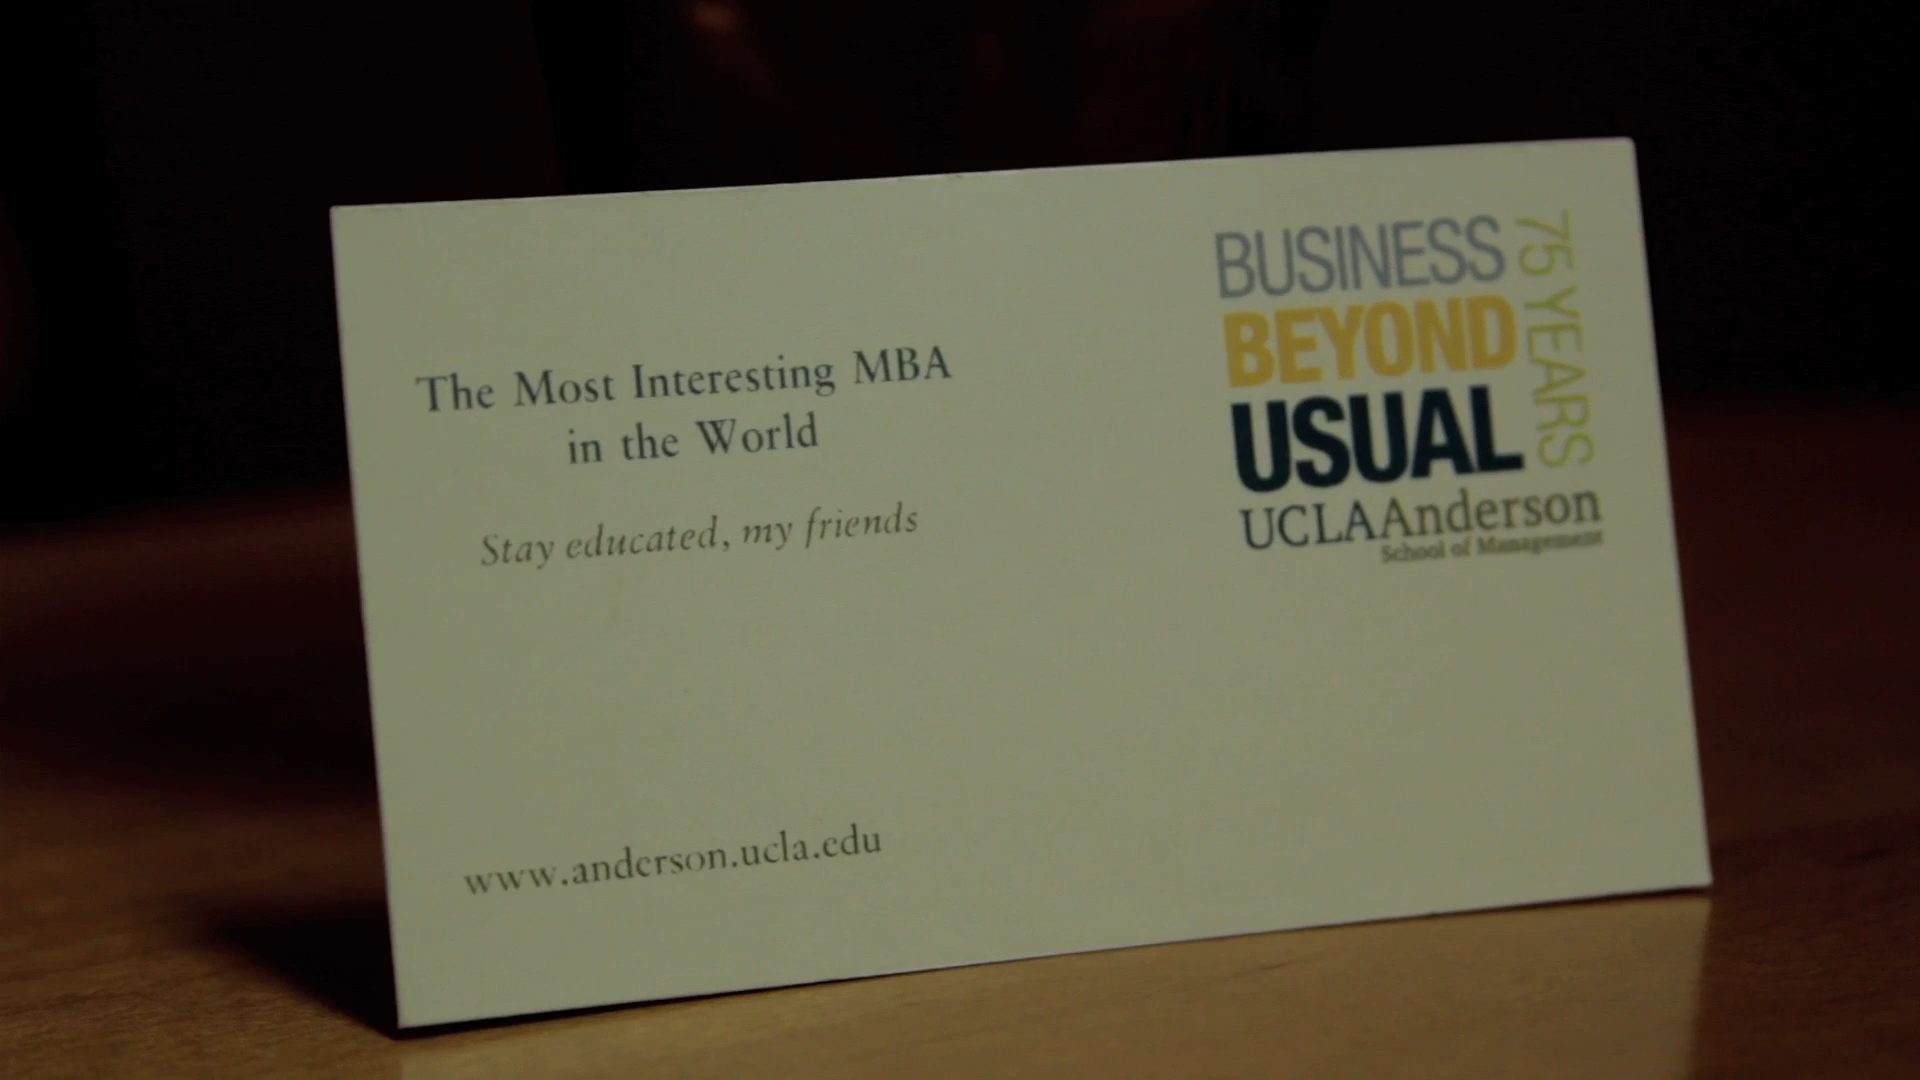 The Most Interesting MBA
in the World
Stay educated, my friends
www.anderson.ucla.edu
BUSINESS
BEYOND
USUAL
75 YEARS
UCLAAnderson
School of Management